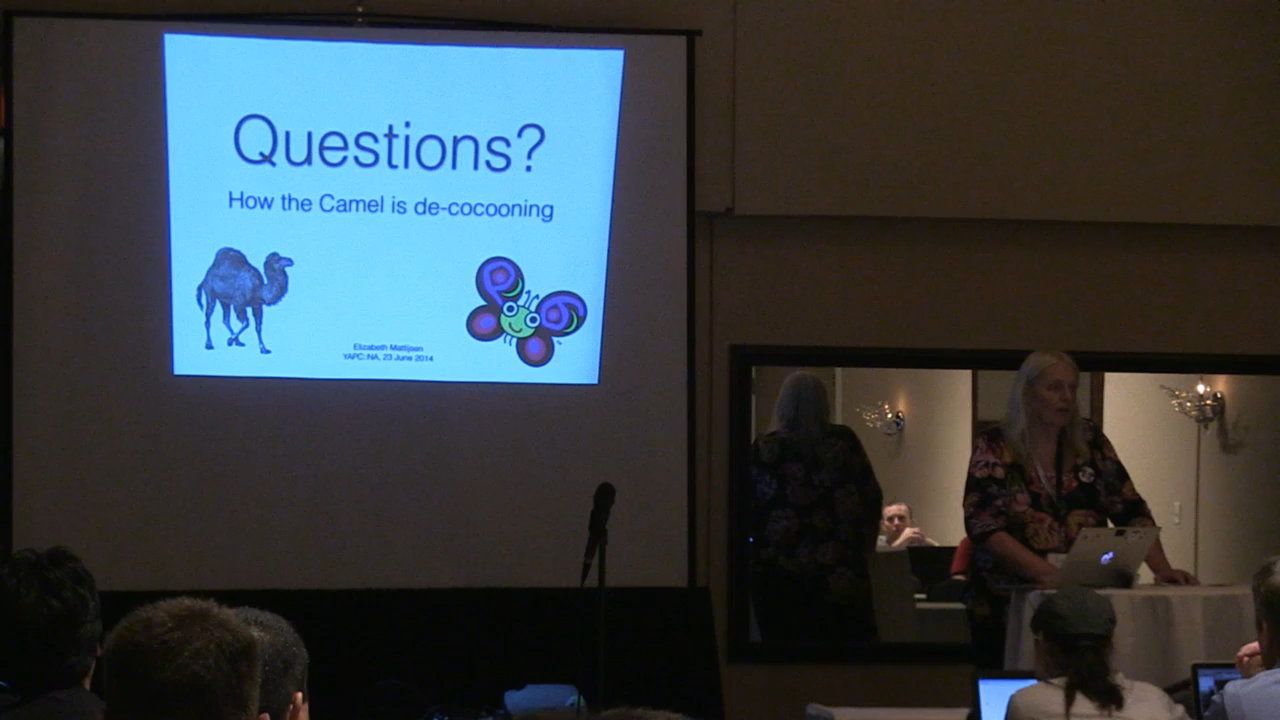 Questions?
How the Camel is de-cocooning
Elizabeth Mattijsen
YAPC::NA, 23 June 2014